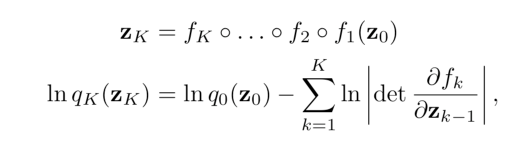 𝐳_K = f_K ∘ … ∘ f_2 ∘ f_1(𝐳_0)
ln q_K(𝐳_K) = ln q_0(𝐳_0) − ∑_{k=1}^{K} ln |det ∂f_k/∂𝐳_{k−1}|,